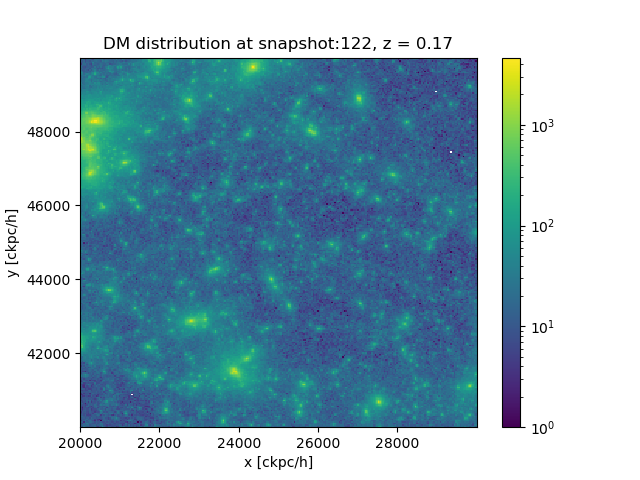 DM distribution at snapshot:122, z = 0.17
y [ckpc/h]
48000
46000
44000
42000
20000 22000 24000 26000 28000
x [ckpc/h]
10³
10²
10¹
10⁰